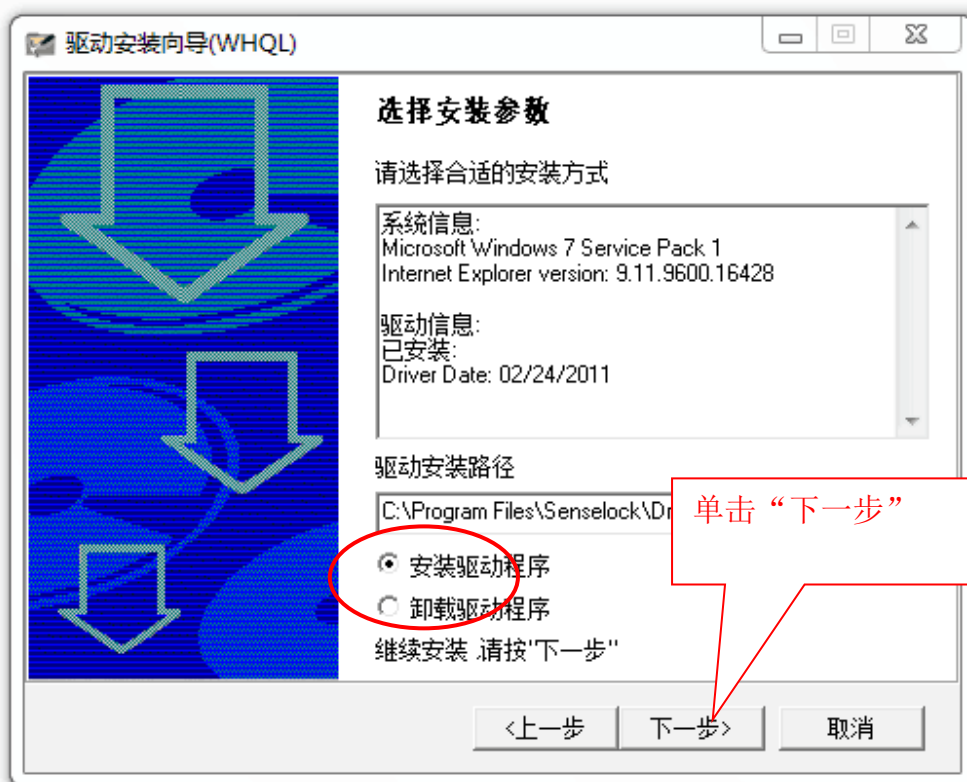 驱动安装向导(WHQL)
选择安装参数
请选择合适的安装方式
系统信息:
Microsoft Windows 7 Service Pack 1
Internet Explorer version: 9.11.9600.16428
驱动信息:
已安装:
Driver Date: 02/24/2011
驱动安装路径
C:\Program Files\Senselock\Dr
单击“下一步”
安装驱动程序
卸载驱动程序
继续安装,请按"下一步"
<上一步
下一步>
取消